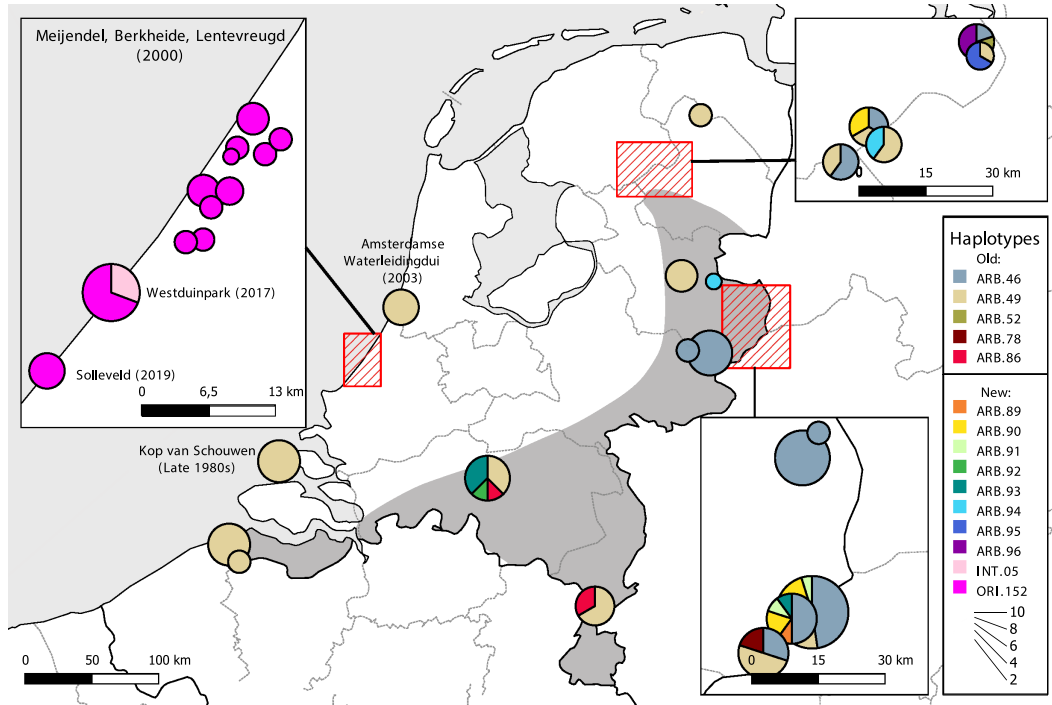 Meijendel, Berkheide, Lentevreugd
(2000)
Westduinpark (2017)
Solleveld (2019)
0 6,5 13 km
Amsterdamse
Waterleidingdui
(2003)
Kop van Schouwen
(Late 1980s)
0 50 100 km
0 15 30 km
0 15 30 km
Haplotypes
Old:
ARB.46
ARB.49
ARB.52
ARB.78
ARB.86
New:
ARB.89
ARB.90
ARB.91
ARB.92
ARB.93
ARB.94
ARB.95
ARB.96
INT.05
ORI.152
10
8
6
4
2